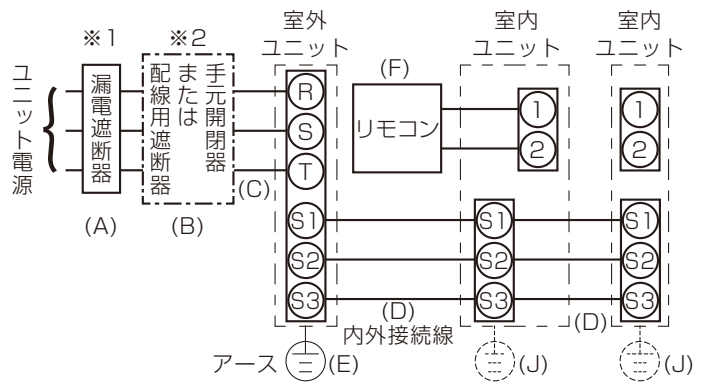 ※1
※2
室外
ユニット
室内
ユニット
室内
ユニット
ユニット電源
漏電遮断器
(A)
手元開閉器
または
配線用遮断器
(B)
(C)
R
S
T
S1
S2
S3
(F)
リモコン
1
2
S1
S2
S3
1
2
S1
S2
S3
(D)
内外接続線
(D)
アース
(E)
(J)
(J)